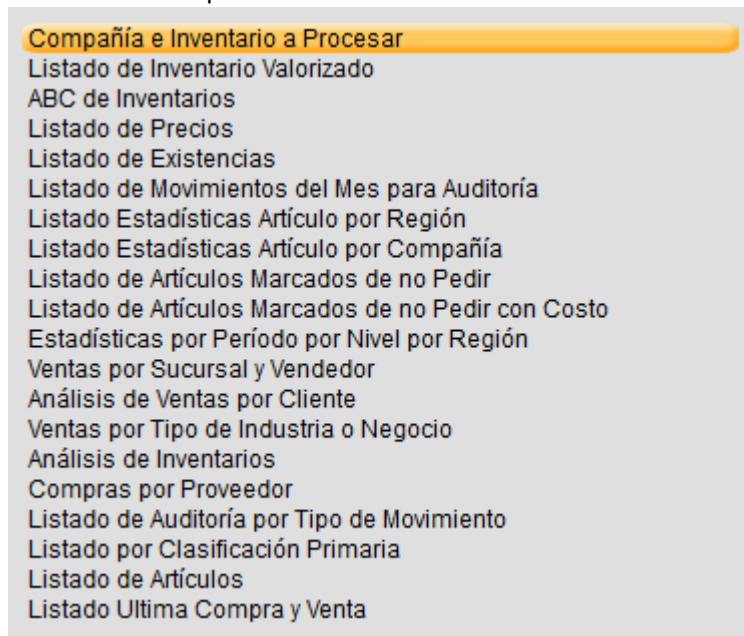 Compañía e Inventario a Procesar
Listado de Inventario Valorizado
ABC de Inventarios
Listado de Precios
Listado de Existencias
Listado de Movimientos del Mes para Auditoría
Listado Estadísticas Artículo por Región
Listado Estadísticas Artículo por Compañía
Listado de Artículos Marcados de no Pedir
Listado de Artículos Marcados de no Pedir con Costo
Estadísticas por Período por Nivel por Región
Ventas por Sucursal y Vendedor
Análisis de Ventas por Cliente
Ventas por Tipo de Industria o Negocio
Análisis de Inventarios
Compras por Proveedor
Listado de Auditoría por Tipo de Movimiento
Listado por Clasificación Primaria
Listado de Artículos
Listado Ultima Compra y Venta